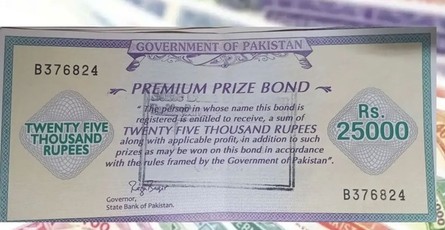 GOVERNMENT OF PAKISTAN
B376824
PREMIUM PRIZE BOND
"The person in whose name this bond is
registered is entitled to receive, a sum of
TWENTY FIVE THOUSAND RUPEES
along with applicable profit, in addition to such
prizes as may be won on this bond in accordance
with the rules framed by the Government of Pakistan".
TWENTY FIVE
THOUSAND
RUPEES
Rs.
25000
Governor,
State Bank of Pakistan.
B376824